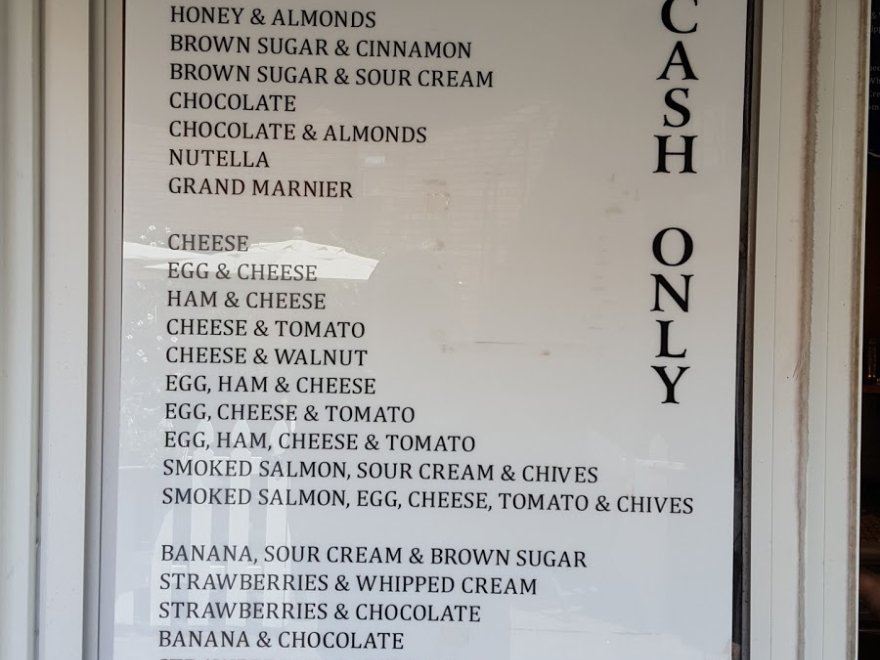 HONEY & ALMONDS
BROWN SUGAR & CINNAMON
BROWN SUGAR & SOUR CREAM
CHOCOLATE
CHOCOLATE & ALMONDS
NUTELLA
GRAND MARNIER
CHEESE
EGG & CHEESE
HAM & CHEESE
CHEESE & TOMATO
CHEESE & WALNUT
EGG, HAM & CHEESE
EGG, CHEESE & TOMATO
EGG, HAM, CHEESE & TOMATO
SMOKED SALMON, SOUR CREAM & CHIVES
SMOKED SALMON, EGG, CHEESE, TOMATO & CHIVES
BANANA, SOUR CREAM & BROWN SUGAR
STRAWBERRIES & WHIPPED CREAM
STRAWBERRIES & CHOCOLATE
BANANA & CHOCOLATE
CASH ONLY